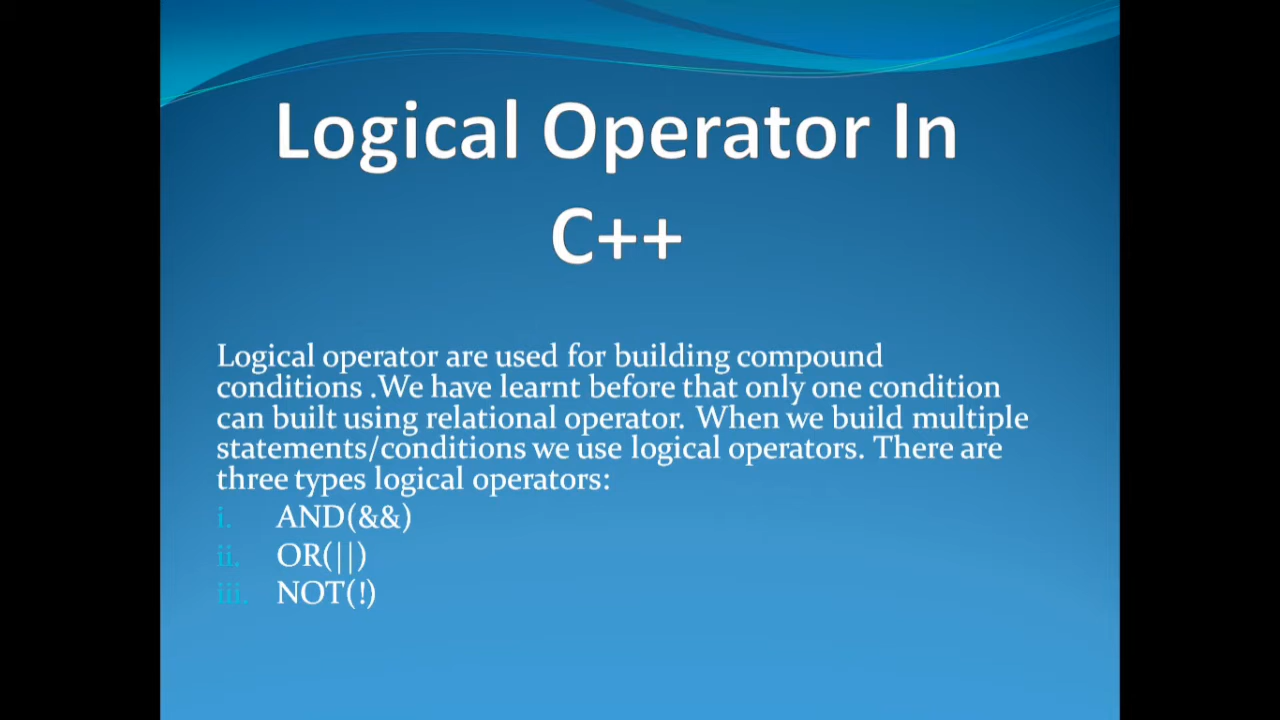 Logical Operator In
C++
Logical operator are used for building compound
conditions .We have learnt before that only one condition
can built using relational operator. When we build multiple
statements/conditions we use logical operators. There are
three types logical operators:
i. AND(&&)
ii. OR(||)
iii. NOT(!)